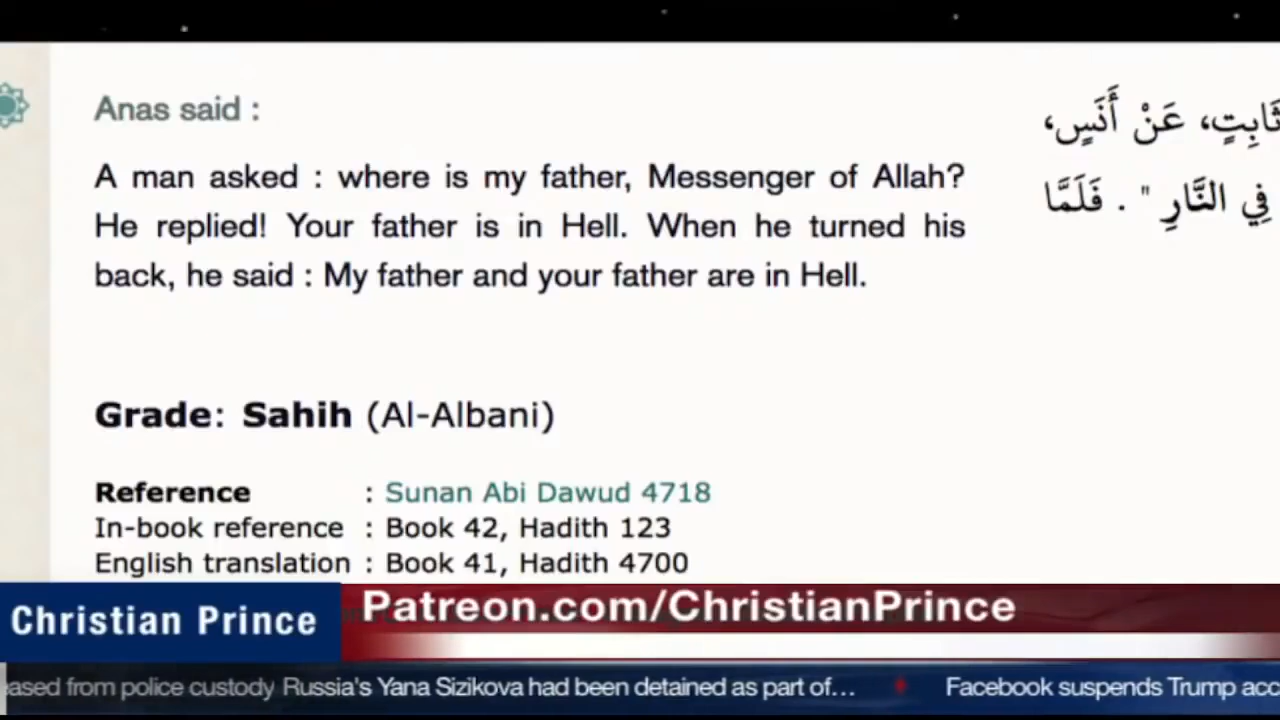 Anas said :
ثَابِتٍ، عَنْ أَنَسٍ،
A man asked : where is my father, Messenger of Allah?
He replied! Your father is in Hell. When he turned his
back, he said : My father and your father are in Hell.
فِي النَّارِ " . فَلَمَّا
Grade: Sahih (Al-Albani)
Reference : Sunan Abi Dawud 4718
In-book reference : Book 42, Hadith 123
English translation : Book 41, Hadith 4700
Christian Prince
Patreon.com/ChristianPrince
eased from police custody Russia's Yana Sizikova had been detained as part of... Facebook suspends Trump acc